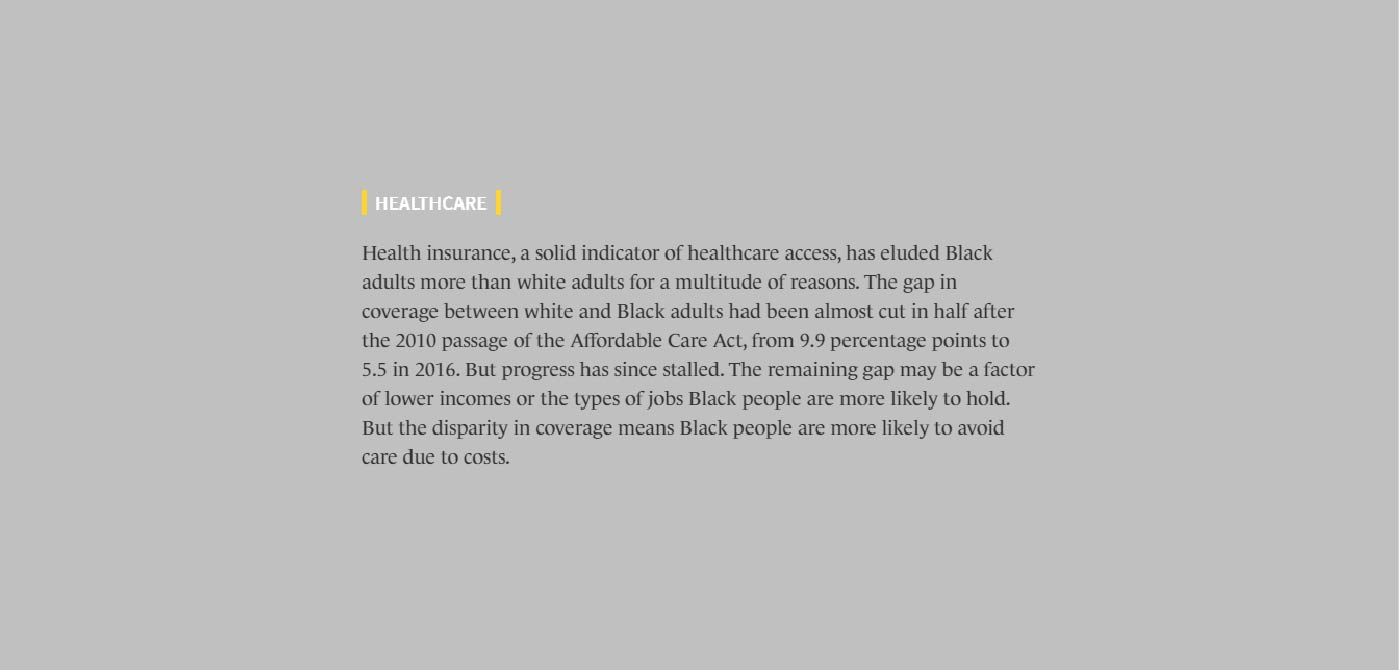 HEALTHCARE
Health insurance, a solid indicator of healthcare access, has eluded Black
adults more than white adults for a multitude of reasons. The gap in
coverage between white and Black adults had been almost cut in half after
the 2010 passage of the Affordable Care Act, from 9.9 percentage points to
5.5 in 2016. But progress has since stalled. The remaining gap may be a factor
of lower incomes or the types of jobs Black people are more likely to hold.
But the disparity in coverage means Black people are more likely to avoid
care due to costs.